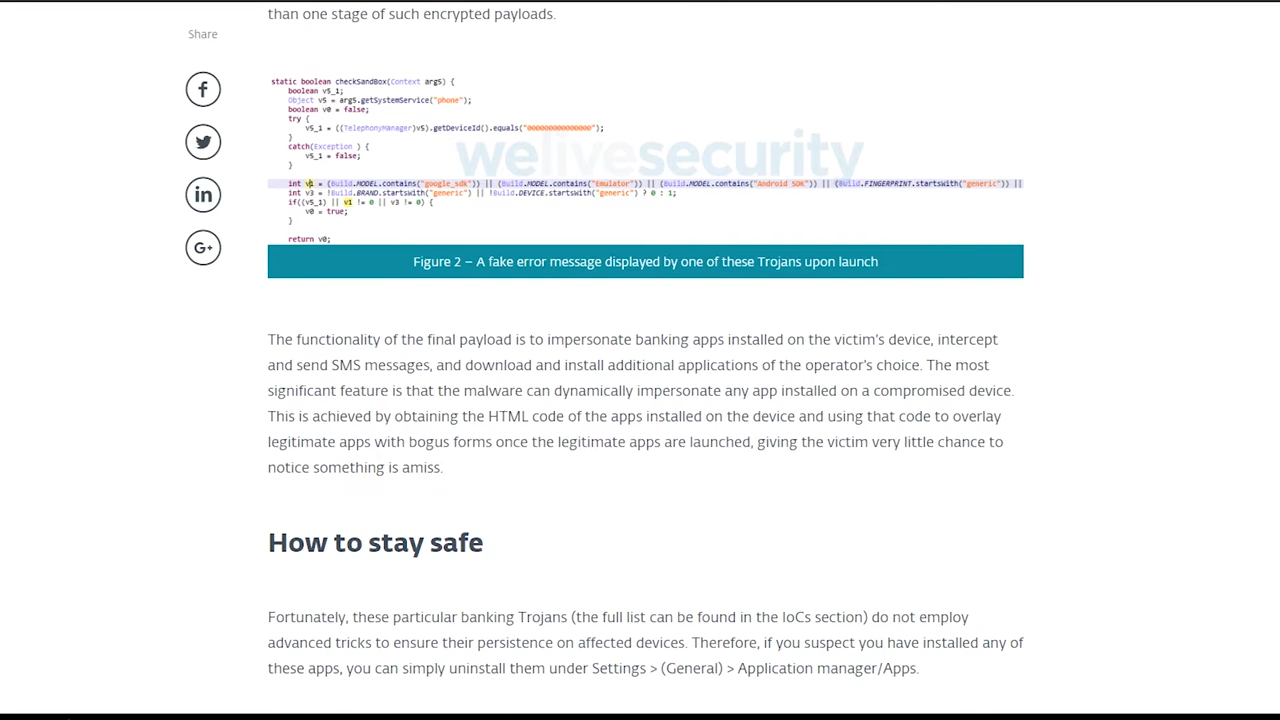 than one stage of such encrypted payloads.
Share
static boolean checkSandBox(Context arg5) {
boolean v5_1;
Object v5 = arg5.getSystemService("phone");
boolean v0 = false;
try {
v5_1 = ((TelephonyManager)v5).getDeviceId().equals("000000000000000");
}
catch(Exception ) {
v5_1 = false;
}
int v1 = (Build.MODEL.contains("google_sdk")) || (Build.MODEL.contains("Emulator")) || (Build.MODEL.contains("Android SDK")) || (Build.FINGERPRINT.startsWith("generic")) ||
int v3 = !Build.BRAND.startsWith("generic") || !Build.DEVICE.startsWith("generic") ? 0 : 1;
if((v5_1) || v1 != 0 || v3 != 0) {
v0 = true;
}
return v0;
welivesecurity
Figure 2 – A fake error message displayed by one of these Trojans upon launch
The functionality of the final payload is to impersonate banking apps installed on the victim's device, intercept
and send SMS messages, and download and install additional applications of the operator's choice. The most
significant feature is that the malware can dynamically impersonate any app installed on a compromised device.
This is achieved by obtaining the HTML code of the apps installed on the device and using that code to overlay
legitimate apps with bogus forms once the legitimate apps are launched, giving the victim very little chance to
notice something is amiss.
How to stay safe
Fortunately, these particular banking Trojans (the full list can be found in the IoCs section) do not employ
advanced tricks to ensure their persistence on affected devices. Therefore, if you suspect you have installed any of
these apps, you can simply uninstall them under Settings > (General) > Application manager/Apps.